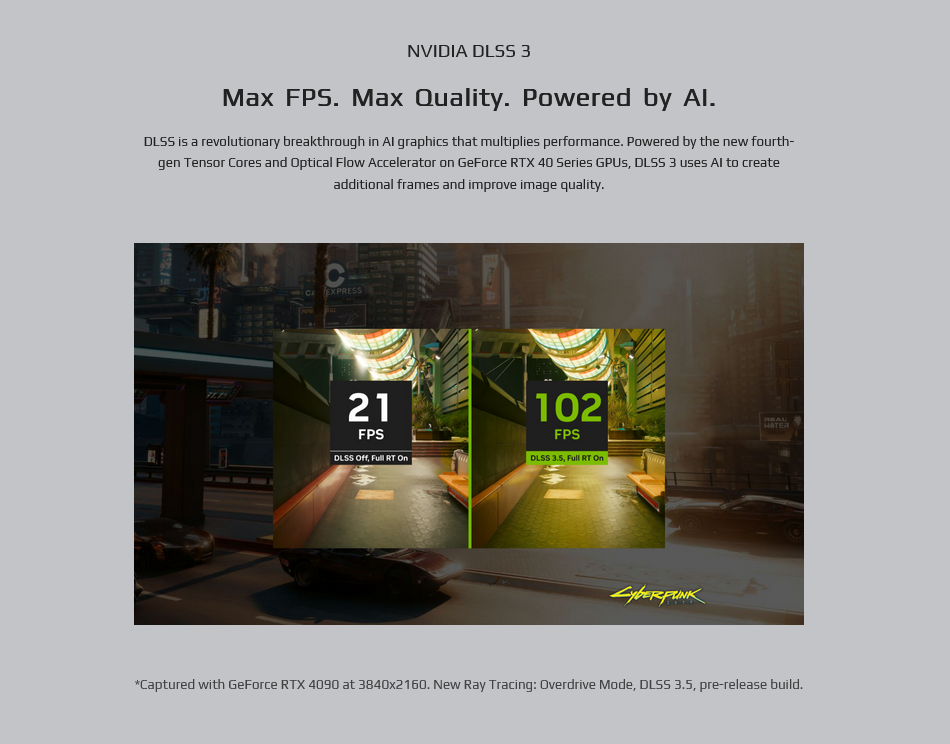 NVIDIA DLSS 3
Max FPS. Max Quality. Powered by AI.
DLSS is a revolutionary breakthrough in AI graphics that multiplies performance. Powered by the new fourth-
gen Tensor Cores and Optical Flow Accelerator on GeForce RTX 40 Series GPUs, DLSS 3 uses AI to create
additional frames and improve image quality.
21
FPS
DLSS Off, Full RT On
102
FPS
DLSS 3.5, Full RT On
REAL
WATER
Cyberpunk
*Captured with GeForce RTX 4090 at 3840x2160. New Ray Tracing: Overdrive Mode, DLSS 3.5, pre-release build.